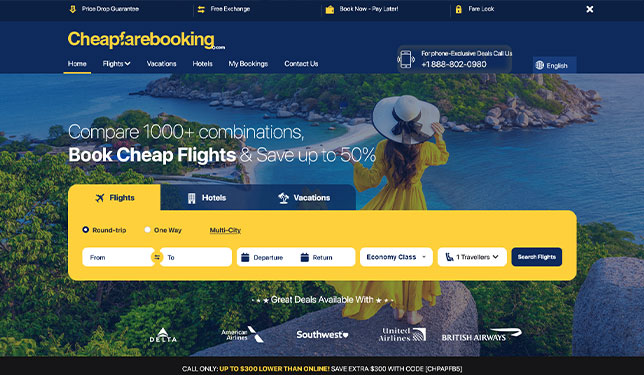 Price Drop Guarantee
Free Exchange
Book Now - Pay Later!
Fare Lock
Cheapfarebooking.com
For phone-Exclusive Deals Call Us
+1 888-802-0980
Home
Flights
Vacations
Hotels
My Bookings
Contact Us
English
Compare 1000+ combinations,
Book Cheap Flights & Save up to 50%
Flights
Hotels
Vacations
Round-trip
One Way
Multi-City
From
To
Departure
Return
Economy Class
1 Travellers
Search Flights
Great Deals Available With
DELTA
American Airlines
Southwest
United Airlines
BRITISH AIRWAYS
CALL ONLY: UP TO $300 LOWER THAN ONLINE! SAVE EXTRA $300 WITH CODE [CHPAPFB5]